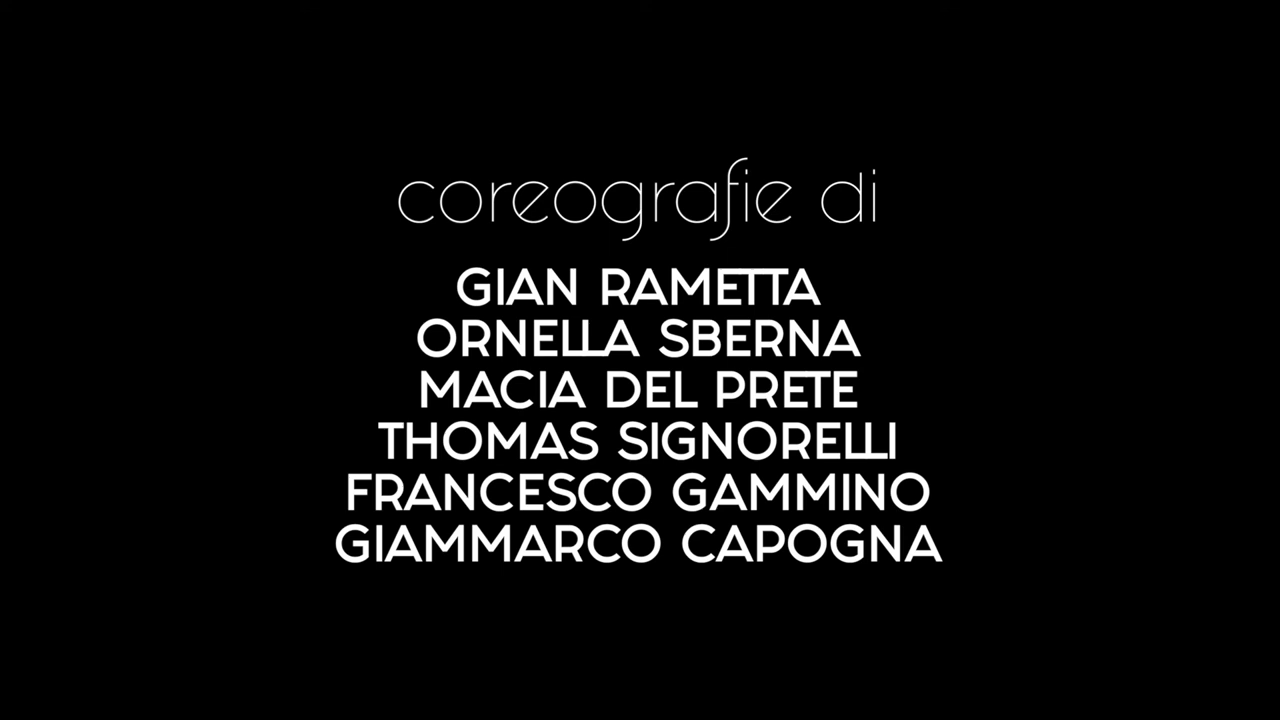 coreografie di
GIAN RAMETTA
ORNELLA SBERNA
MACIA DEL PRETE
THOMAS SIGNORELLI
FRANCESCO GAMMINO
GIAMMARCO CAPOGNA